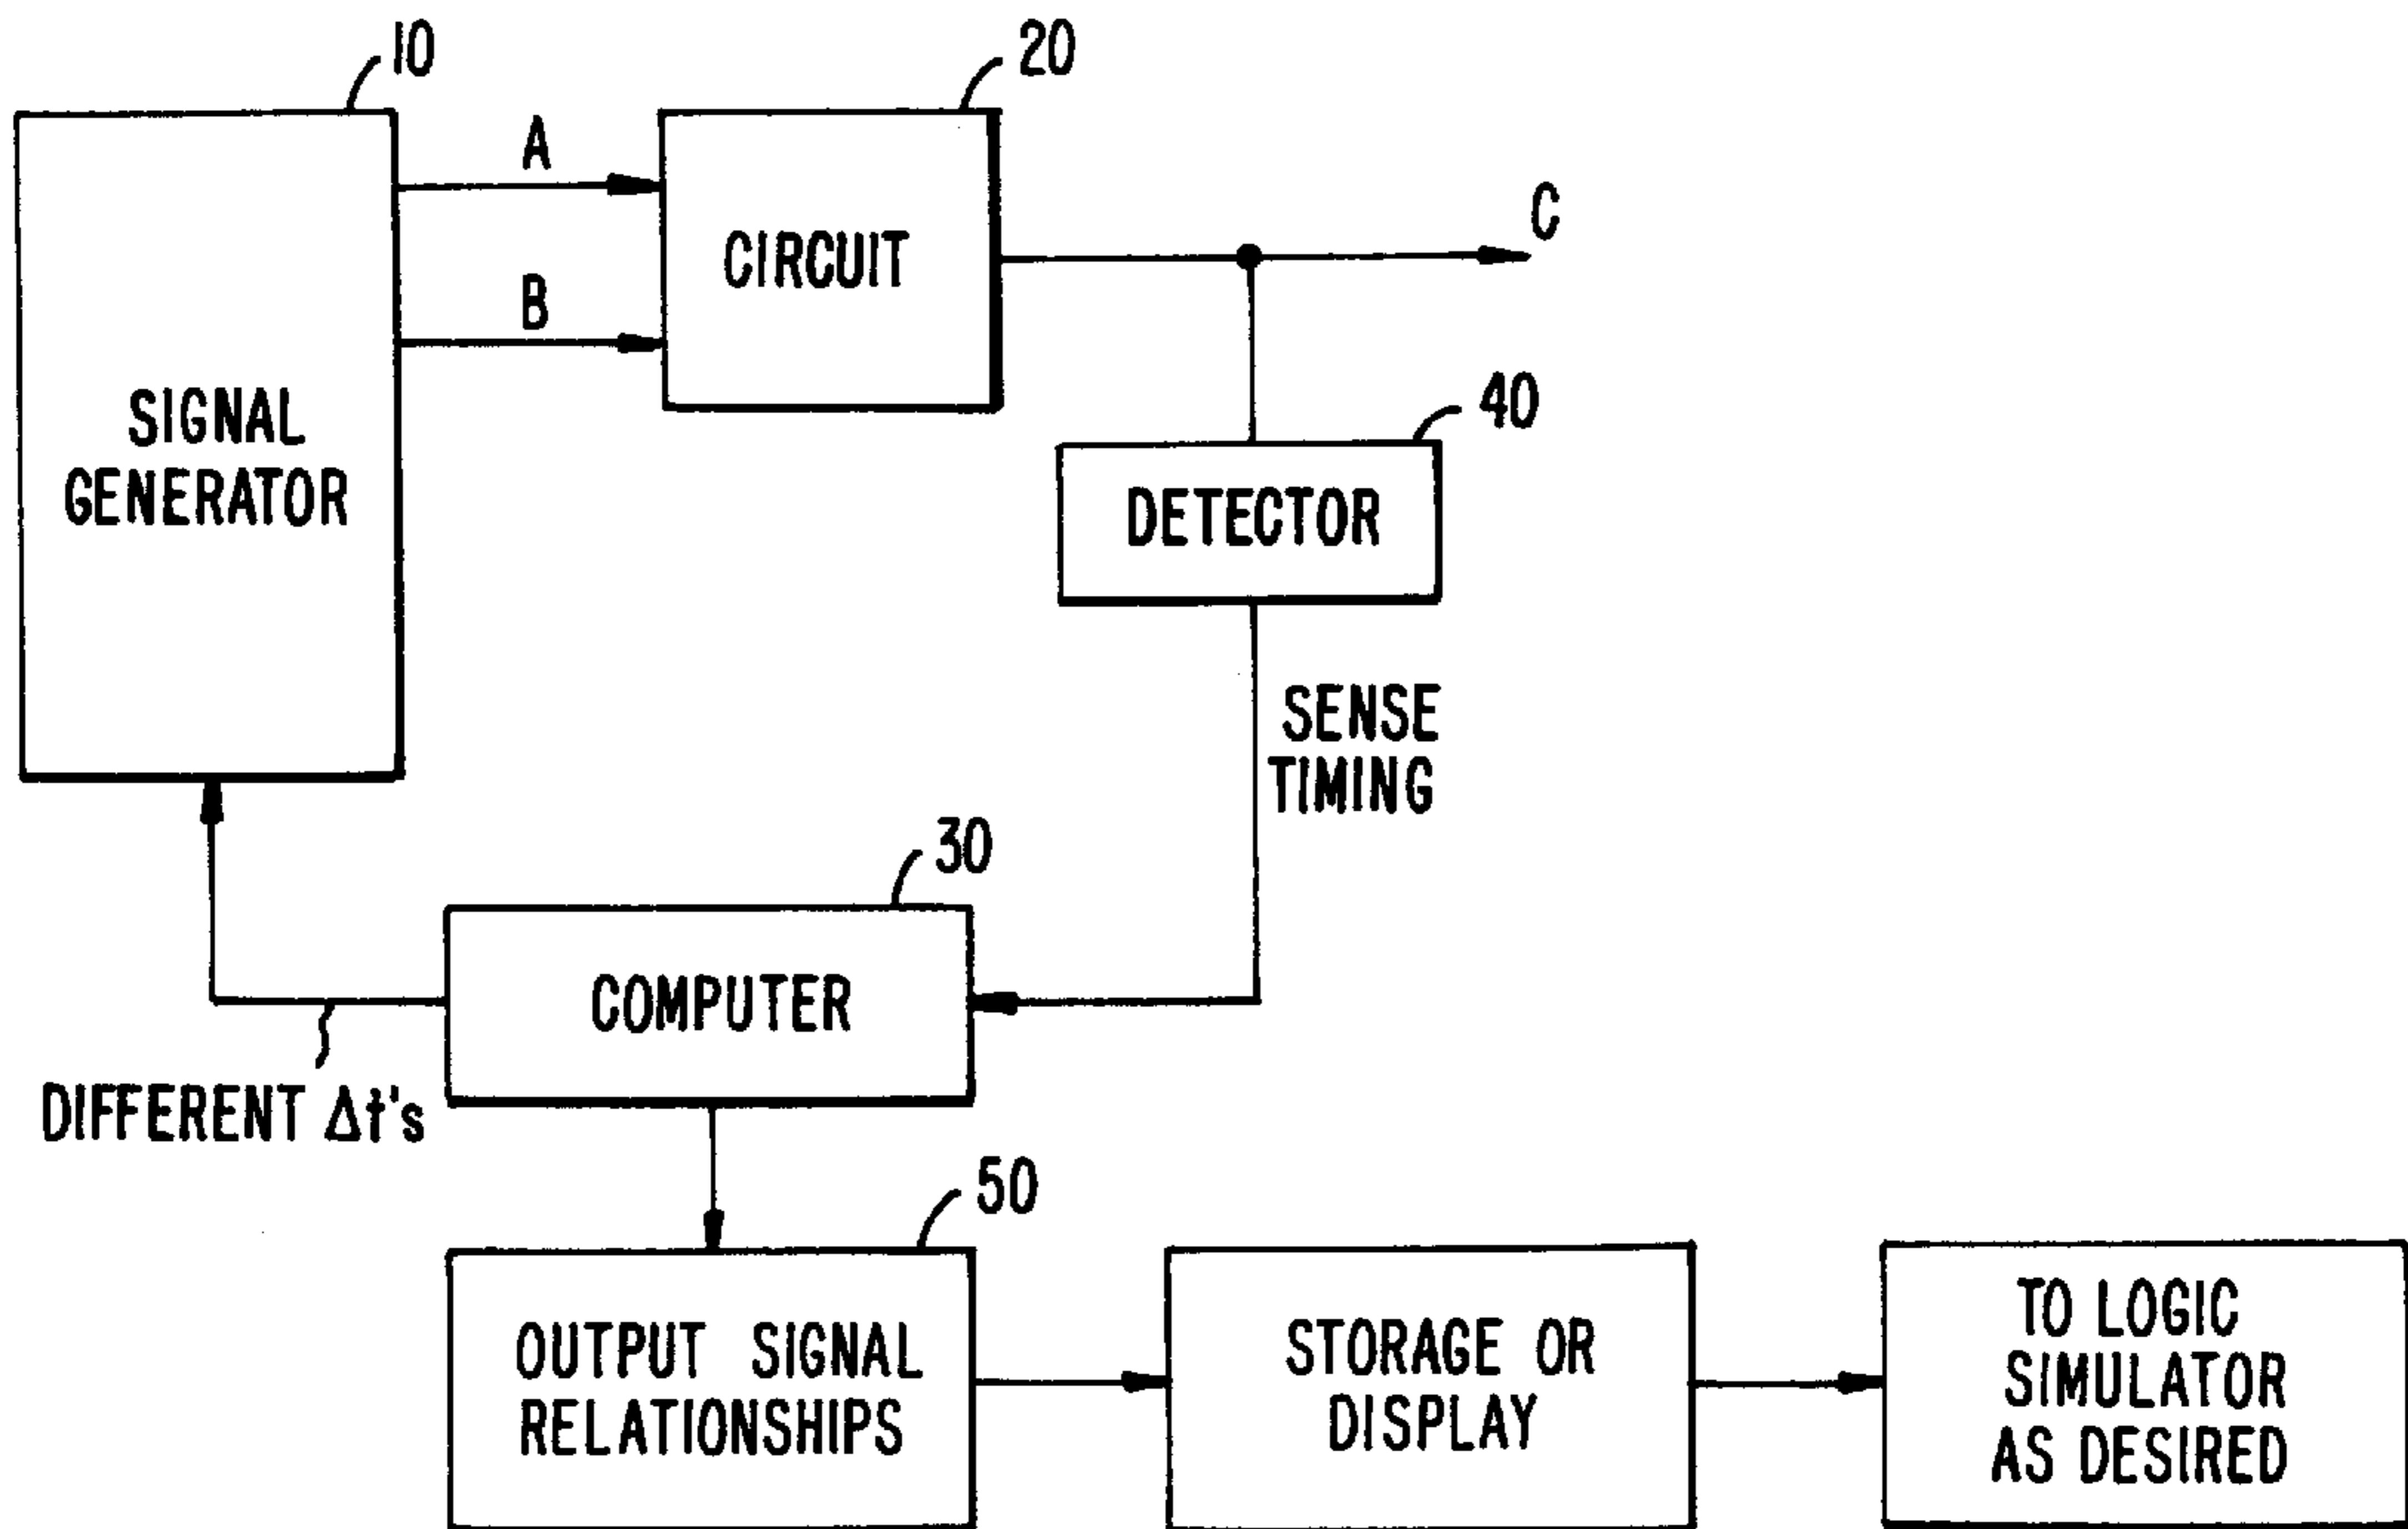 10
20
A
C
CIRCUIT
B
SIGNAL
GENERATOR
40
DETECTOR
SENSE
TIMING
30
COMPUTER
DIFFERENT Δt's
50
OUTPUT SIGNAL
RELATIONSHIPS
STORAGE OR
DISPLAY
TO LOGIC
SIMULATOR
AS DESIRED